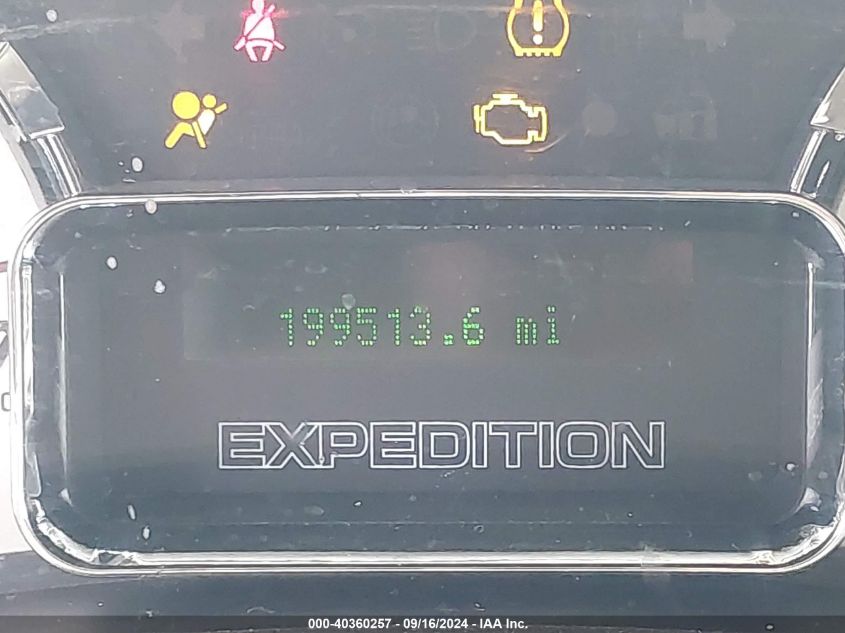 199513.6 mi
EXPEDITION
000-40360257 - 09/16/2024 - IAA Inc.